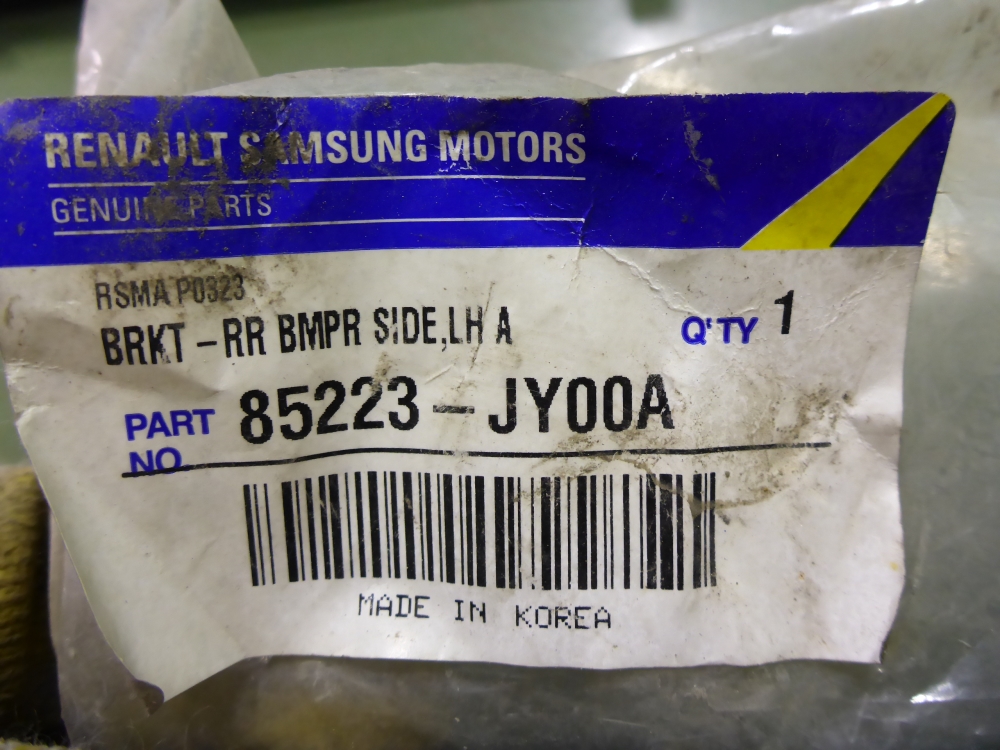 RENAULT SAMSUNG MOTORS
GENUINE PARTS
RSMA P0323
BRKT-RR BMPR SIDE,LH A
Q'TY 1
PART NO 85223-JY00A
MADE IN KOREA